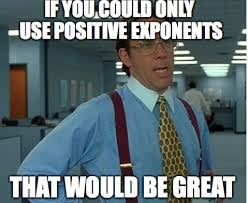 IF YOU COULD ONLY
USE POSITIVE EXPONENTS
THAT WOULD BE GREAT